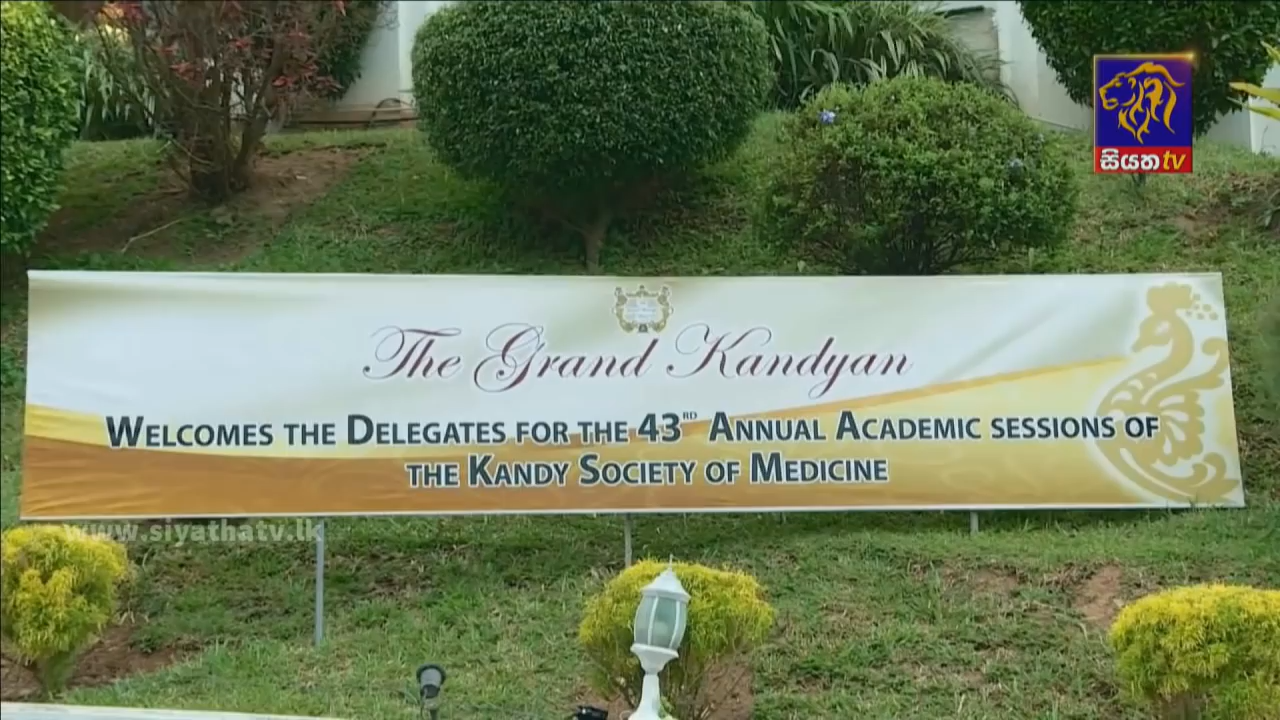 සියත tv
The Grand Kandyan
WELCOMES THE DELEGATES FOR THE 43RD ANNUAL ACADEMIC SESSIONS OF
THE KANDY SOCIETY OF MEDICINE
www.siyathatv.lk